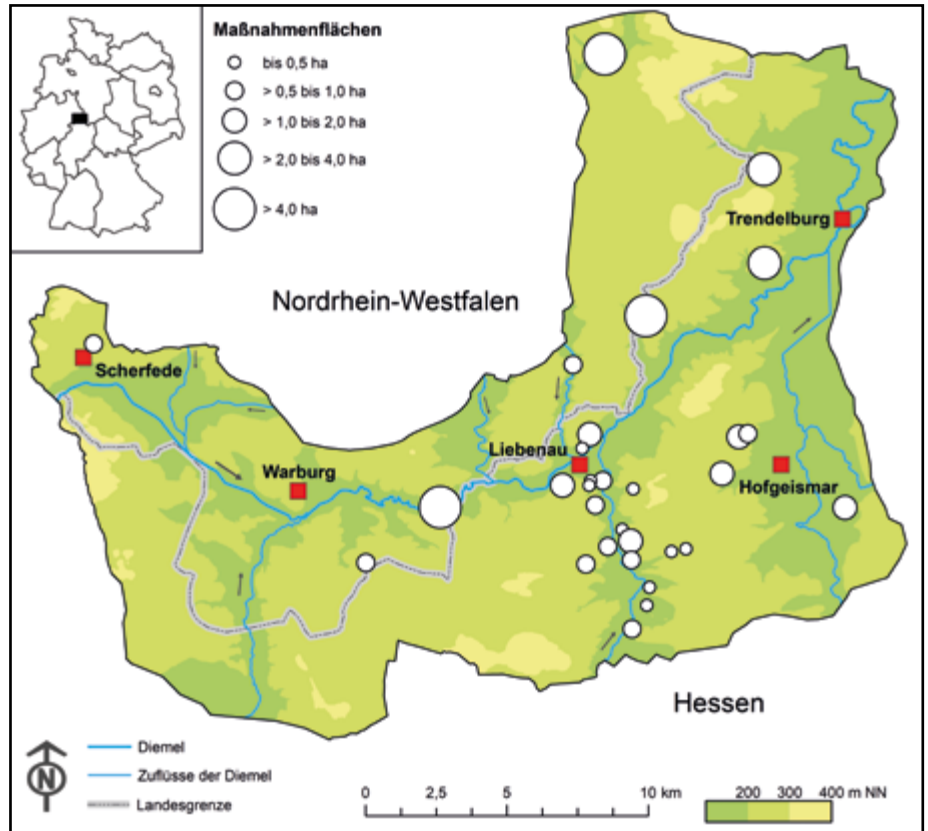 Maßnahmenflächen
bis 0,5 ha
> 0,5 bis 1,0 ha
> 1,0 bis 2,0 ha
> 2,0 bis 4,0 ha
> 4,0 ha
Trendelburg
Nordrhein-Westfalen
Scherfede
Liebenau
Warburg
Hofgeismar
Hessen
N
Diemel
Zuflüsse der Diemel
Landesgrenze
0 2,5 5 10 km
200 300 400 m NN